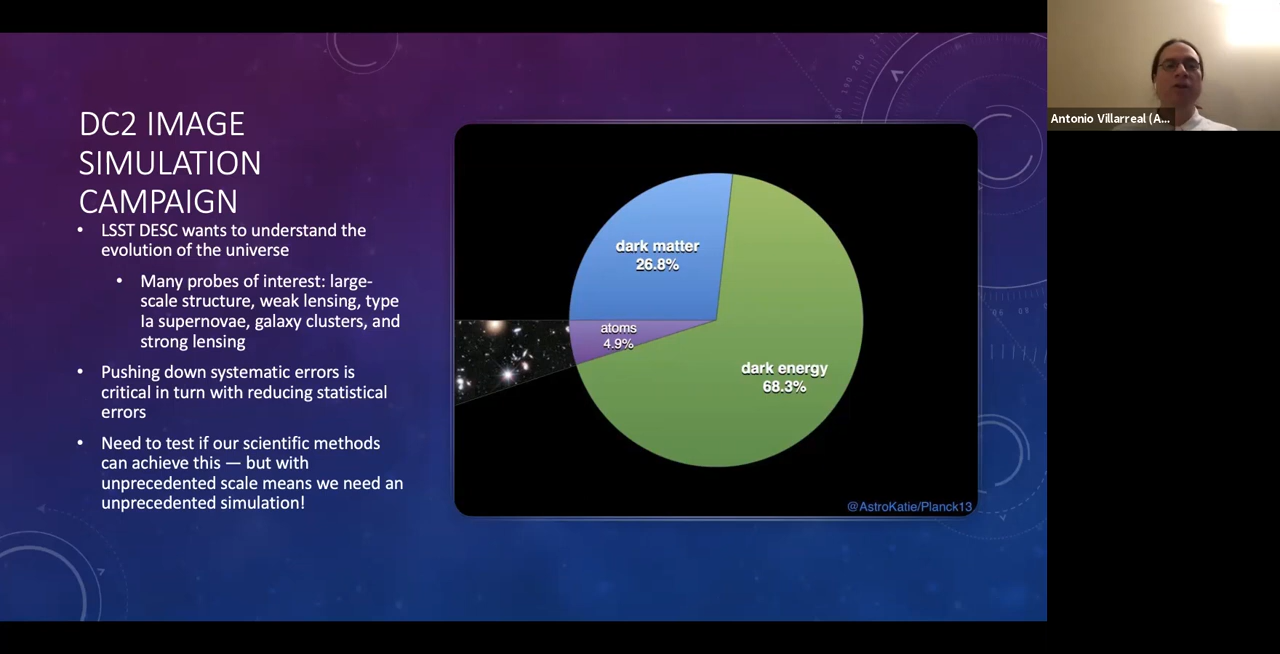 DC2 IMAGE
SIMULATION
CAMPAIGN
• LSST DESC wants to understand the
evolution of the universe
• Many probes of interest: large-
scale structure, weak lensing, type
Ia supernovae, galaxy clusters, and
strong lensing
• Pushing down systematic errors is
critical in turn with reducing statistical
errors
• Need to test if our scientific methods
can achieve this — but with
unprecedented scale means we need an
unprecedented simulation!
dark matter
26.8%
atoms
4.9%
dark energy
68.3%
@AstroKatie/Planck13
Antonio Villarreal (A...